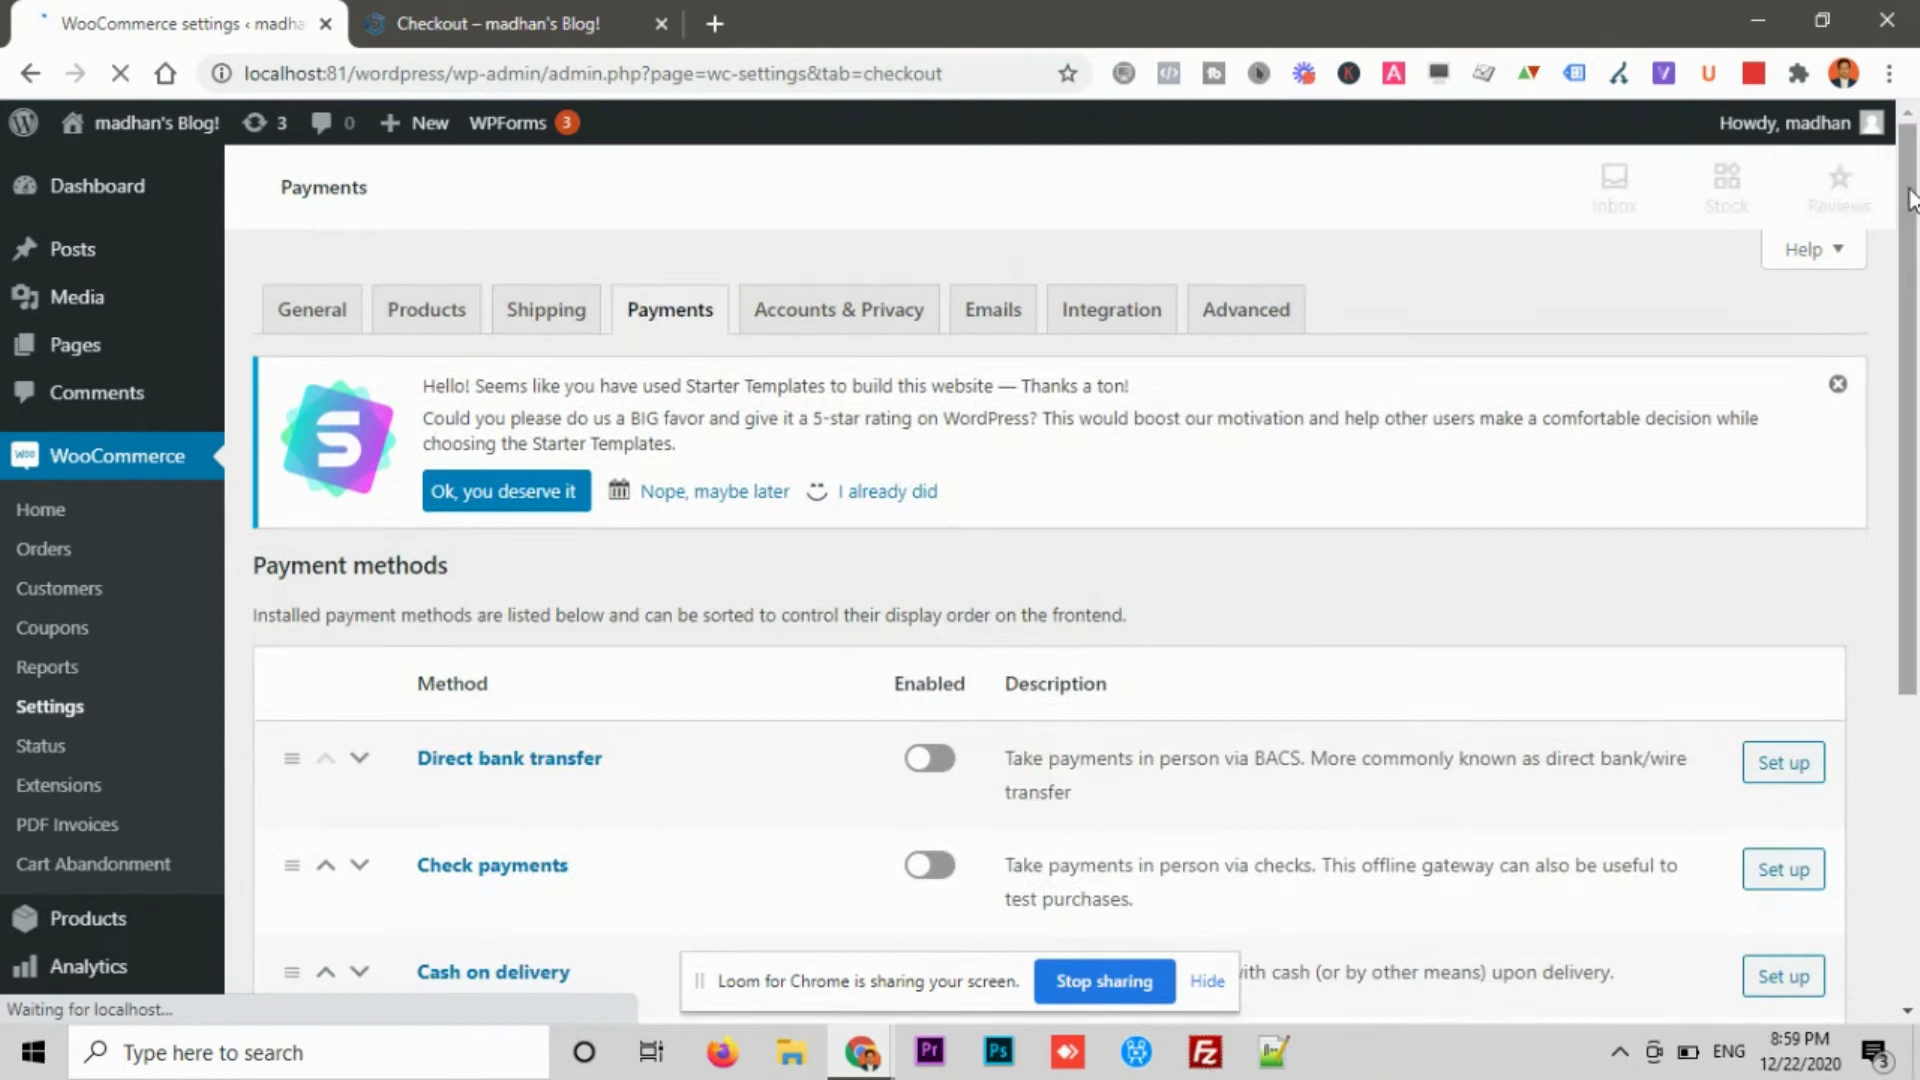 WooCommerce settings ‹ madha
Checkout – madhan's Blog!
localhost:81/wordpress/wp-admin/admin.php?page=wc-settings&tab=checkout
madhan's Blog!
3
0
New
WPForms 3
Howdy, madhan
Dashboard
Posts
Media
Pages
Comments
WooCommerce
Home
Orders
Customers
Coupons
Reports
Settings
Status
Extensions
PDF Invoices
Cart Abandonment
Products
Analytics
Payments
Inbox
Stock
Reviews
Help
General
Products
Shipping
Payments
Accounts & Privacy
Emails
Integration
Advanced
Hello! Seems like you have used Starter Templates to build this website — Thanks a ton!
Could you please do us a BIG favor and give it a 5-star rating on WordPress? This would boost our motivation and help other users make a comfortable decision while
choosing the Starter Templates.
Ok, you deserve it
Nope, maybe later
I already did
Payment methods
Installed payment methods are listed below and can be sorted to control their display order on the frontend.
Method
Enabled
Description
Direct bank transfer
Take payments in person via BACS. More commonly known as direct bank/wire
transfer
Set up
Check payments
Take payments in person via checks. This offline gateway can also be useful to
test purchases.
Set up
Cash on delivery
ith cash (or by other means) upon delivery.
Set up
Loom for Chrome is sharing your screen.
Stop sharing
Hide
Waiting for localhost...
Type here to search
Pr
Ps
Fz
ENG
8:59 PM
12/22/2020
3